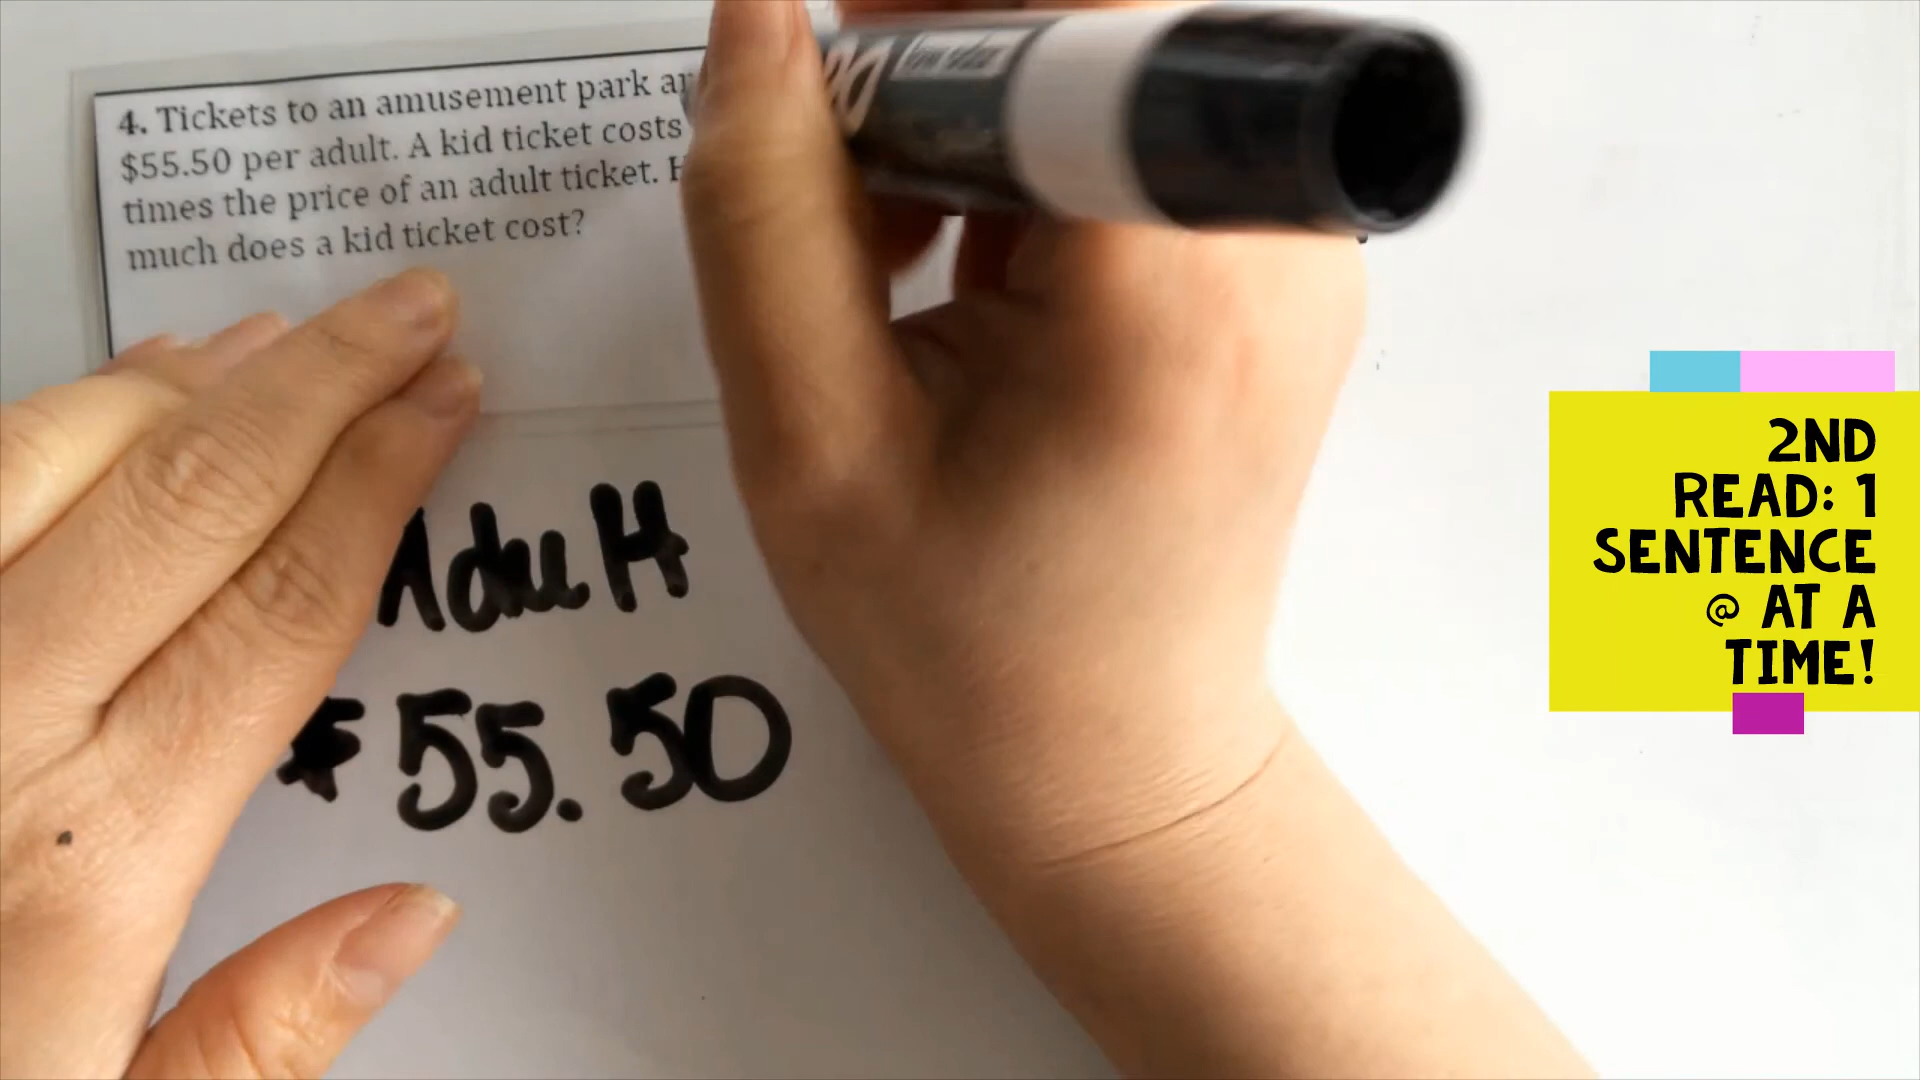 4. Tickets to an amusement park
$55.50 per adult. A kid ticket costs
times the price of an adult ticket.
much does a kid ticket cost?
Adult
$55.50
2ND
READ: 1
SENTENCE
@ AT A
TIME!